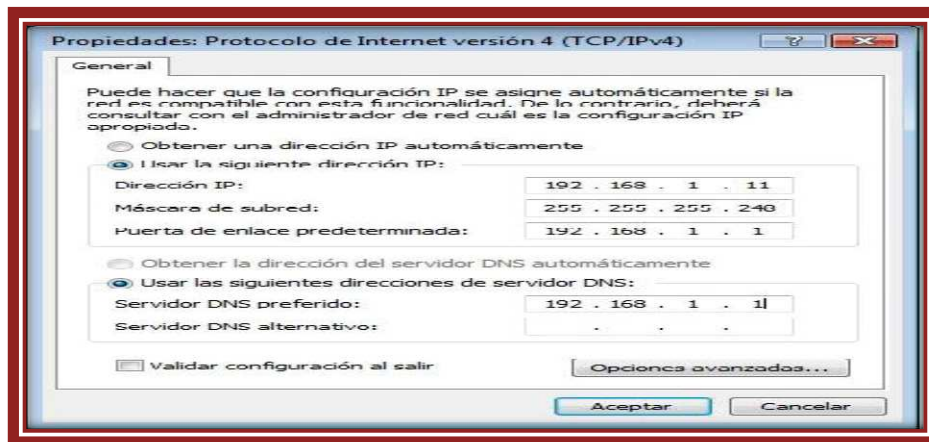 Propiedades: Protocolo de Internet versión 4 (TCP/IPv4)
General
Puede hacer que la configuración IP se asigne automáticamente si la
red es compatible con esta funcionalidad. De lo contrario, deberá
consultar con el administrador de red cuál es la configuración IP
apropiada.
Obtener una dirección IP automáticamente
Usar la siguiente dirección IP:
Dirección IP: 192 . 168 . 1 . 11
Máscara de subred: 255 . 255 . 255 . 248
Puerta de enlace predeterminada: 192 . 168 . 1 . 1
Obtener la dirección del servidor DNS automáticamente
Usar las siguientes direcciones de servidor DNS:
Servidor DNS preferido: 192 . 168 . 1 . 1
Servidor DNS alternativo: . . .
Validar configuración al salir Opciones avanzadas...
Aceptar Cancelar